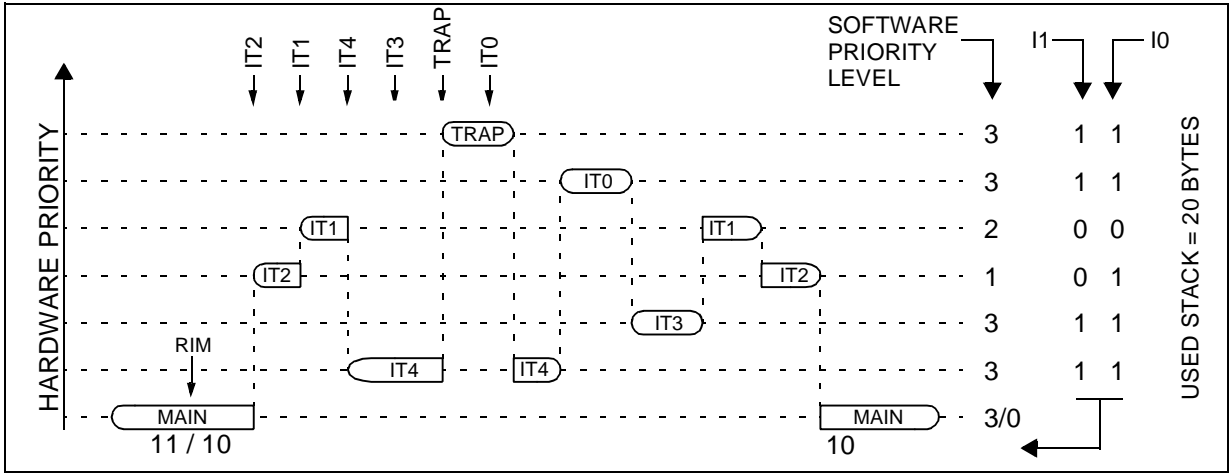 SOFTWARE
PRIORITY
LEVEL
I1
I0
IT2
IT1
IT4
IT3
TRAP
IT0
HARDWARE PRIORITY
USED STACK = 20 BYTES
TRAP
3
1 1
IT0
3
1 1
IT1
IT1
2
0 0
IT2
IT2
1
0 1
IT3
3
1 1
RIM
IT4
IT4
3
1 1
MAIN
MAIN
3/0
11 / 10
10